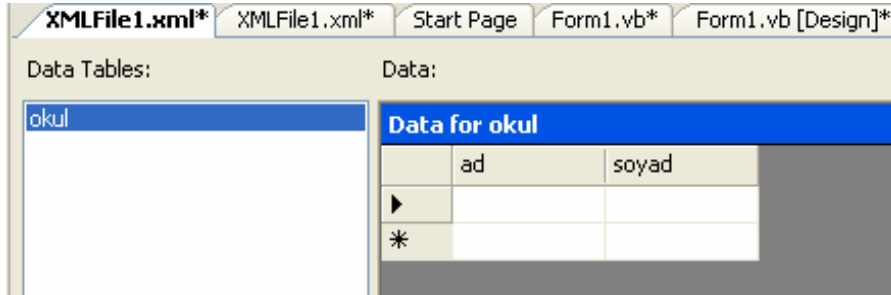 XMLFile1.xml* XMLFile1.xml* Start Page Form1.vb* Form1.vb [Design]*
Data Tables: Data:
okul
Data for okul
ad soyad